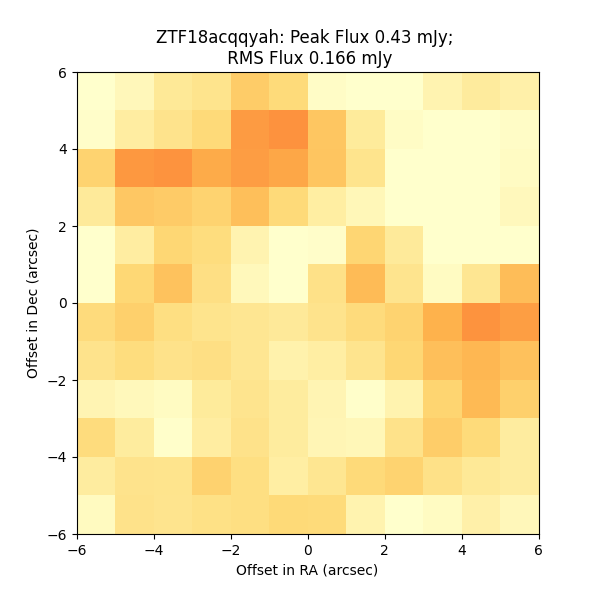 ZTF18acqqyah: Peak Flux 0.43 mJy;
RMS Flux 0.166 mJy
6
4
2
0
−2
−4
−6
Offset in Dec (arcsec)
−6 −4 −2 0 2 4 6
Offset in RA (arcsec)